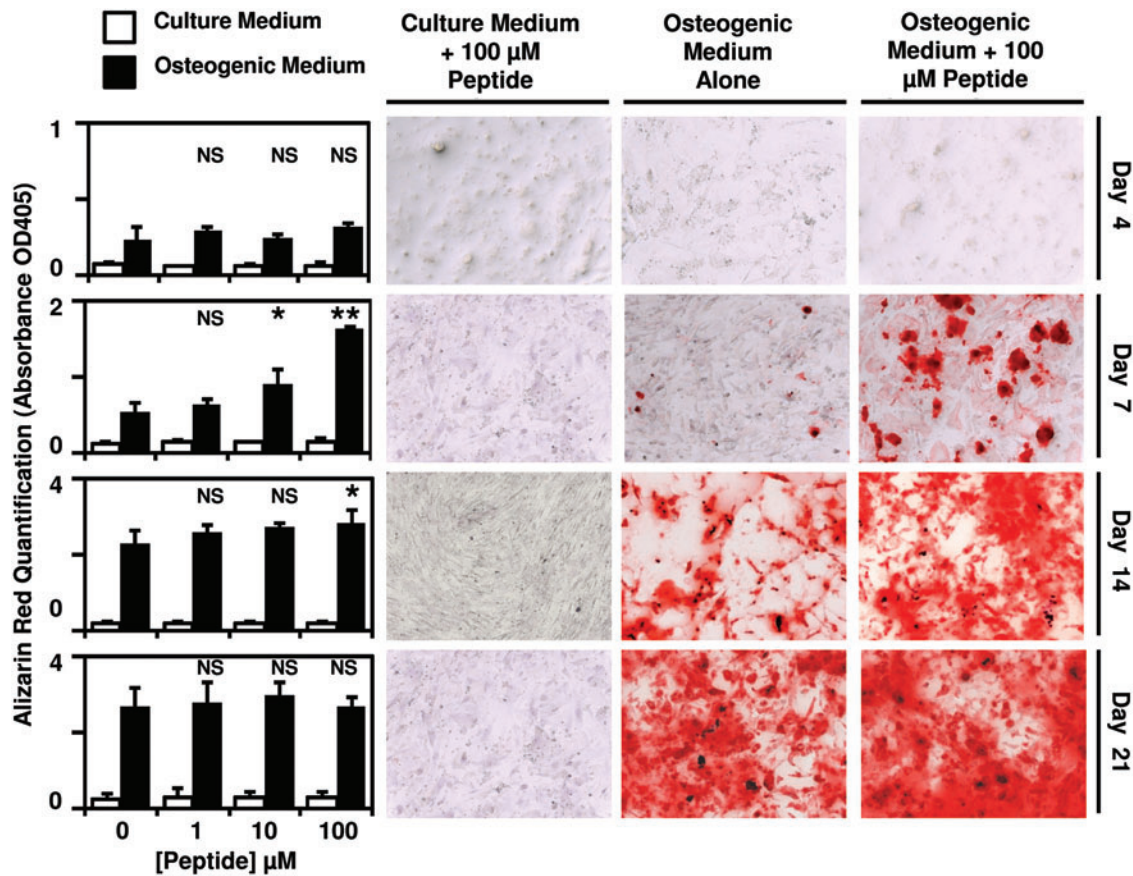 Culture Medium
Osteogenic Medium
Culture Medium
+ 100 µM
Peptide
Osteogenic
Medium
Alone
Osteogenic
Medium + 100
µM Peptide
Alizarin Red Quantification (Absorbance OD405)
1
NS NS NS
0
Day 4
2
NS * **
0
Day 7
4
NS NS *
0
Day 14
4
NS NS NS
0
Day 21
0 1 10 100
[Peptide] µM